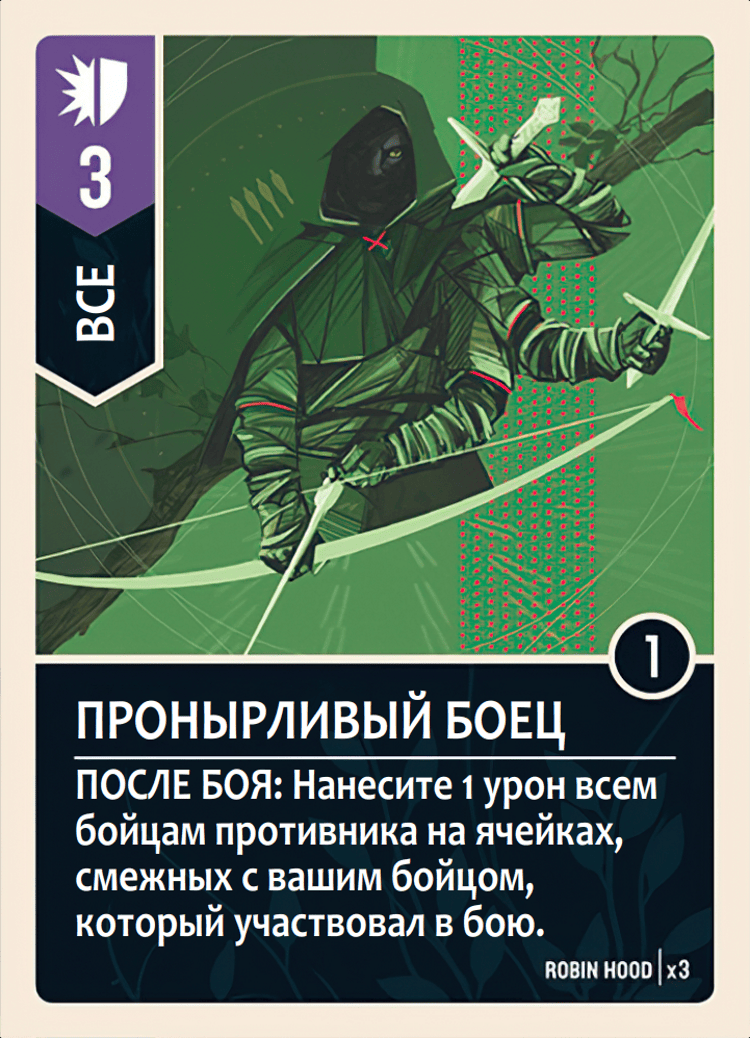 3
ВСЕ
1
ПРОНЫРЛИВЫЙ БОЕЦ
ПОСЛЕ БОЯ: Нанесите 1 урон всем
бойцам противника на ячейках,
смежных с вашим бойцом,
который участвовал в бою.
ROBIN HOOD | x3